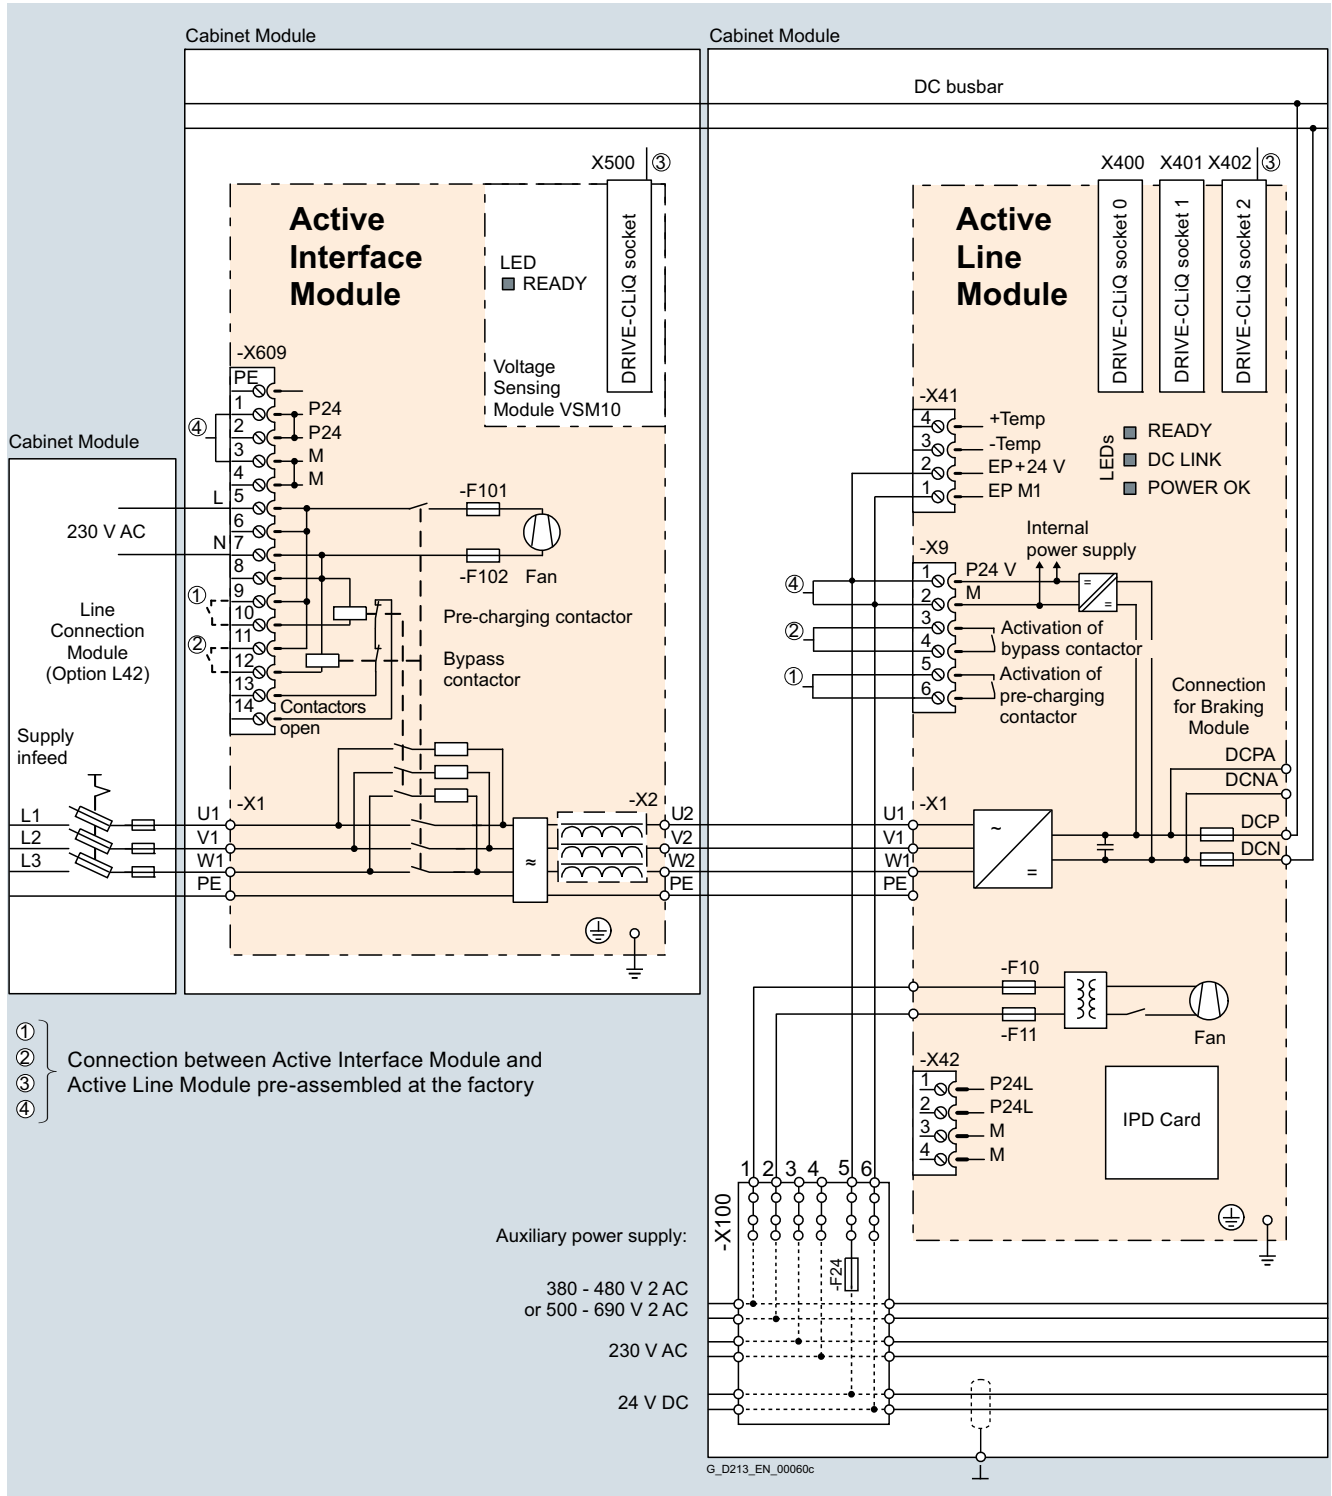 Cabinet Module
Cabinet Module
DC busbar
X500 ③
X400 X401 X402 ③
Active
Interface
Module
LED
READY
DRIVE-CLiQ socket
Voltage
Sensing
Module VSM10
Active
Line
Module
DRIVE-CLiQ socket 0
DRIVE-CLiQ socket 1
DRIVE-CLiQ socket 2
-X609
PE
1 P24
④
2 P24
3 M
4 M
5
6
7
8
9
10
11
12
13
14
①
②
L
N
-F101
-F102 Fan
Pre-charging contactor
Bypass
contactor
Contactors
open
Cabinet Module
230 V AC
Line
Connection
Module
(Option L42)
Supply
infeed
L1
L2
L3
-X1
U1
V1
W1
PE
≈
-X2
U2
V2
W2
PE
-X41
4 +Temp
3 -Temp
2 EP+24 V
1 EP M1
LEDs
READY
DC LINK
POWER OK
Internal
power supply
-X9
1 P24 V
④
2 M
3 Activation of
②
4 bypass contactor
5 Activation of
①
6 pre-charging
contactor
=
=
Connection
for Braking
Module
DCPA
DCNA
DCP
DCN
-X1
U1
V1
W1
PE
~
=
-F10
-F11
Fan
-X42
1 P24L
2 P24L
3 M
4 M
IPD Card
①
②
③
④
Connection between Active Interface Module and
Active Line Module pre-assembled at the factory
1 2 3 4 5 6
-X100
-F24
Auxiliary power supply:
380 - 480 V 2 AC
or 500 - 690 V 2 AC
230 V AC
24 V DC
G_D213_EN_00060c